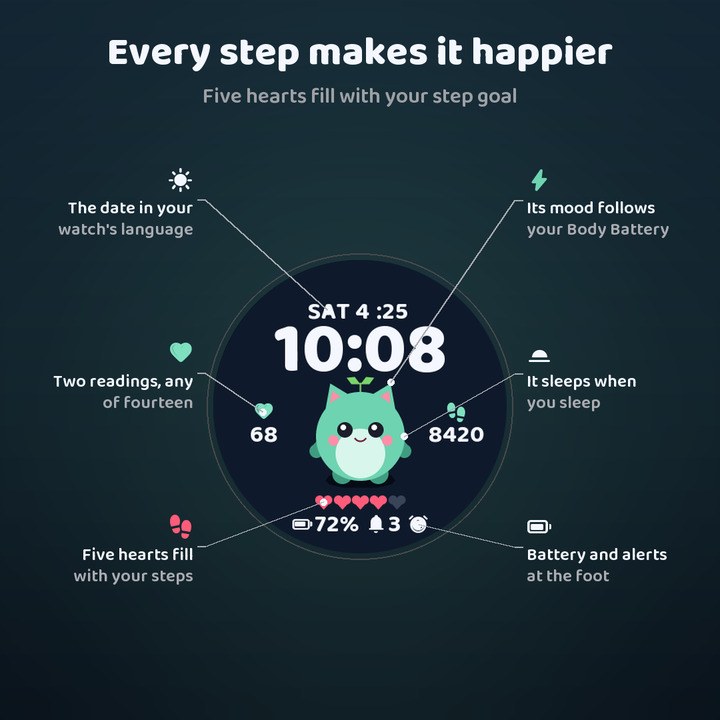 Every step makes it happier
Five hearts fill with your step goal
The date in your
watch's language
Its mood follows
your Body Battery
SAT 4 :25
10:08
Two readings, any
of fourteen
It sleeps when
you sleep
68
8420
72% 3
Five hearts fill
with your steps
Battery and alerts
at the foot